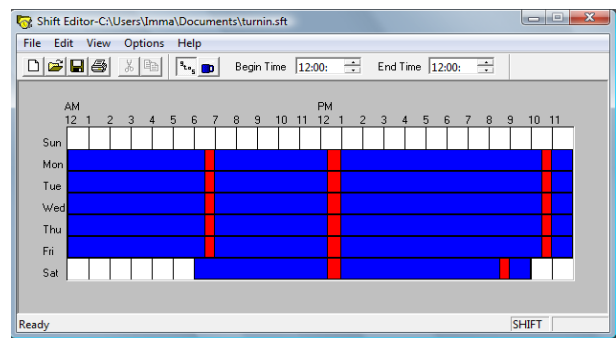 Shift Editor-C:\Users\Imma\Documents\turnin.sft
File Edit View Options Help
Begin Time 12:00: End Time 12:00:
AM PM
12 1 2 3 4 5 6 7 8 9 10 11 12 1 2 3 4 5 6 7 8 9 10 11
Sun
Mon
Tue
Wed
Thu
Fri
Sat
Ready SHIFT